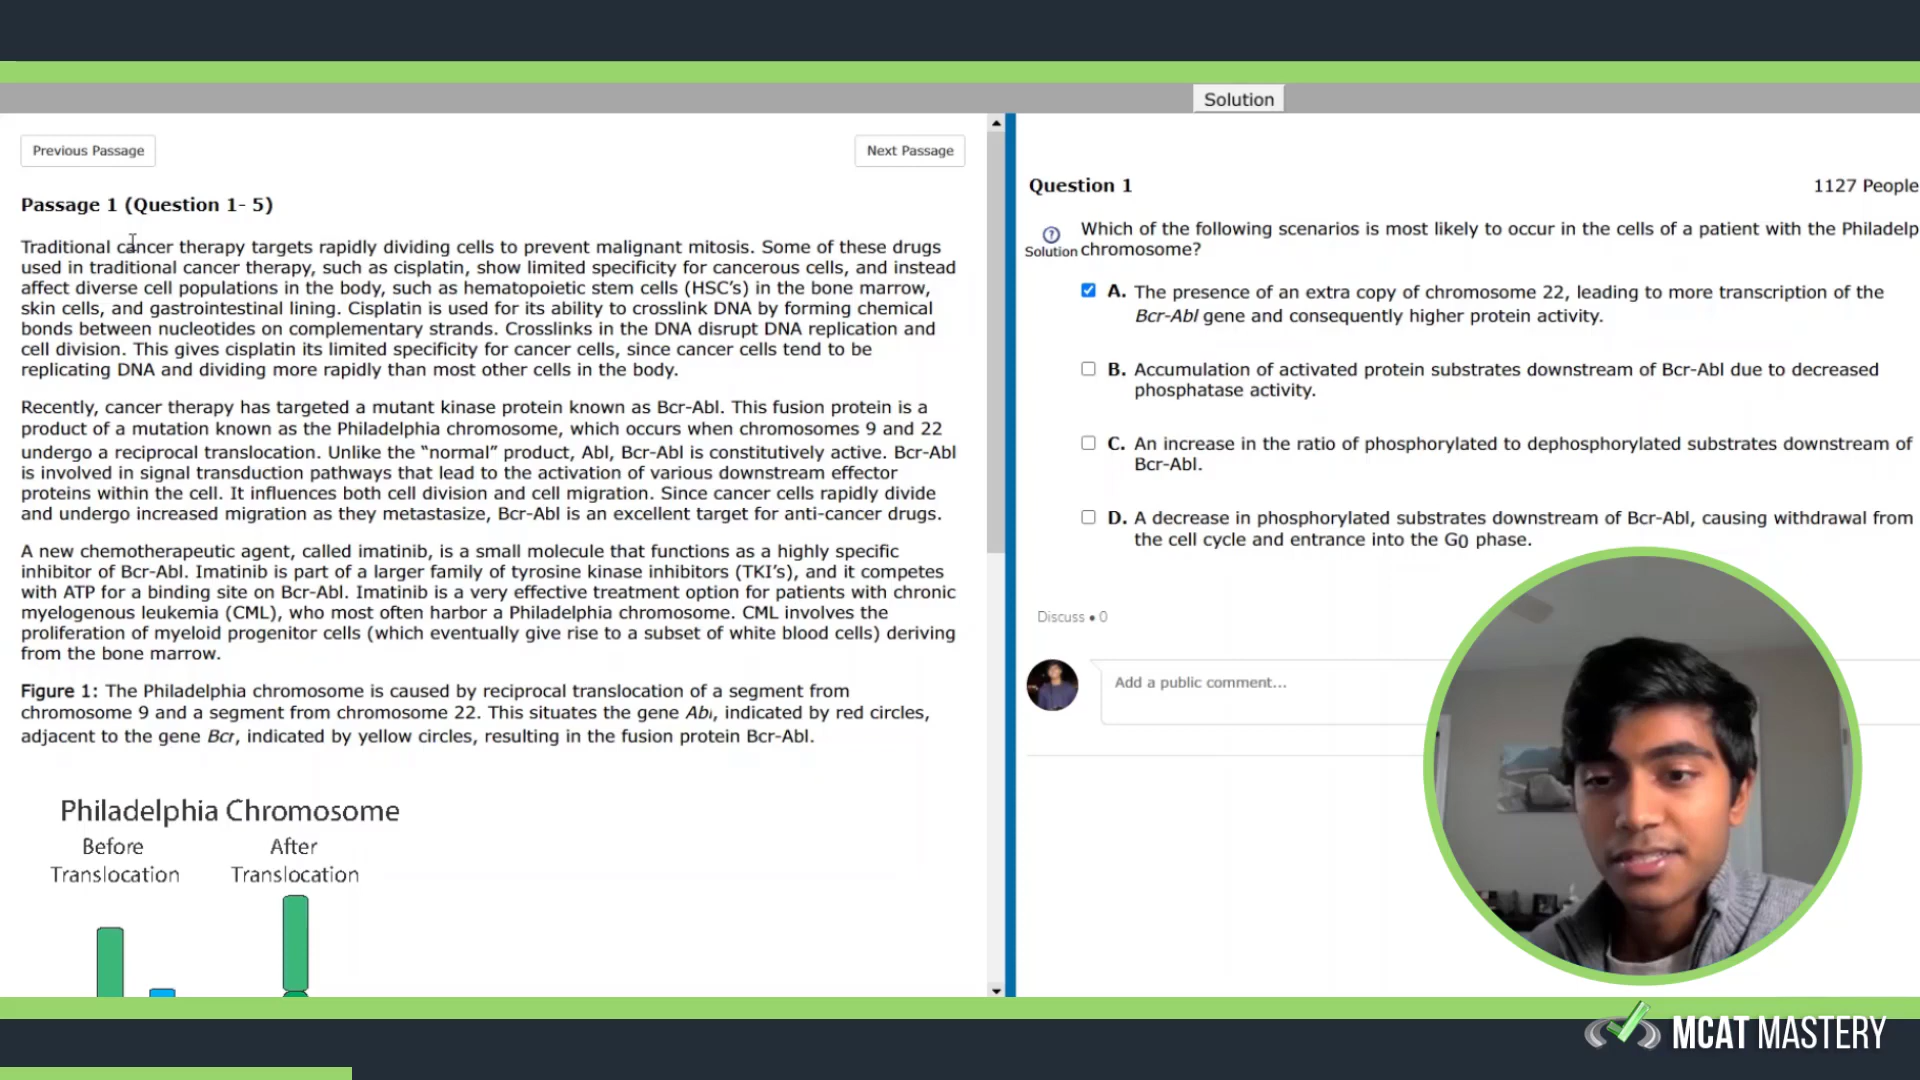 Solution
Previous Passage
Next Passage
Passage 1 (Question 1- 5)
Traditional cancer therapy targets rapidly dividing cells to prevent malignant mitosis. Some of these drugs
used in traditional cancer therapy, such as cisplatin, show limited specificity for cancerous cells, and instead
affect diverse cell populations in the body, such as hematopoietic stem cells (HSC’s) in the bone marrow,
skin cells, and gastrointestinal lining. Cisplatin is used for its ability to crosslink DNA by forming chemical
bonds between nucleotides on complementary strands. Crosslinks in the DNA disrupt DNA replication and
cell division. This gives cisplatin its limited specificity for cancer cells, since cancer cells tend to be
replicating DNA and dividing more rapidly than most other cells in the body.
Recently, cancer therapy has targeted a mutant kinase protein known as Bcr-Abl. This fusion protein is a
product of a mutation known as the Philadelphia chromosome, which occurs when chromosomes 9 and 22
undergo a reciprocal translocation. Unlike the “normal” product, Abl, Bcr-Abl is constitutively active. Bcr-Abl
is involved in signal transduction pathways that lead to the activation of various downstream effector
proteins within the cell. It influences both cell division and cell migration. Since cancer cells rapidly divide
and undergo increased migration as they metastasize, Bcr-Abl is an excellent target for anti-cancer drugs.
A new chemotherapeutic agent, called imatinib, is a small molecule that functions as a highly specific
inhibitor of Bcr-Abl. Imatinib is part of a larger family of tyrosine kinase inhibitors (TKI’s), and it competes
with ATP for a binding site on Bcr-Abl. Imatinib is a very effective treatment option for patients with chronic
myelogenous leukemia (CML), who most often harbor a Philadelphia chromosome. CML involves the
proliferation of myeloid progenitor cells (which eventually give rise to a subset of white blood cells) deriving
from the bone marrow.
Figure 1: The Philadelphia chromosome is caused by reciprocal translocation of a segment from
chromosome 9 and a segment from chromosome 22. This situates the gene Abl, indicated by red circles,
adjacent to the gene Bcr, indicated by yellow circles, resulting in the fusion protein Bcr-Abl.
Philadelphia Chromosome
Before
Translocation
After
Translocation
Question 1
1127 People
Solution
Which of the following scenarios is most likely to occur in the cells of a patient with the Philadelp
chromosome?
A. The presence of an extra copy of chromosome 22, leading to more transcription of the
Bcr-Abl gene and consequently higher protein activity.
B. Accumulation of activated protein substrates downstream of Bcr-Abl due to decreased
phosphatase activity.
C. An increase in the ratio of phosphorylated to dephosphorylated substrates downstream of
Bcr-Abl.
D. A decrease in phosphorylated substrates downstream of Bcr-Abl, causing withdrawal from
the cell cycle and entrance into the G0 phase.
Discuss • 0
Add a public comment...
MCAT MASTERY